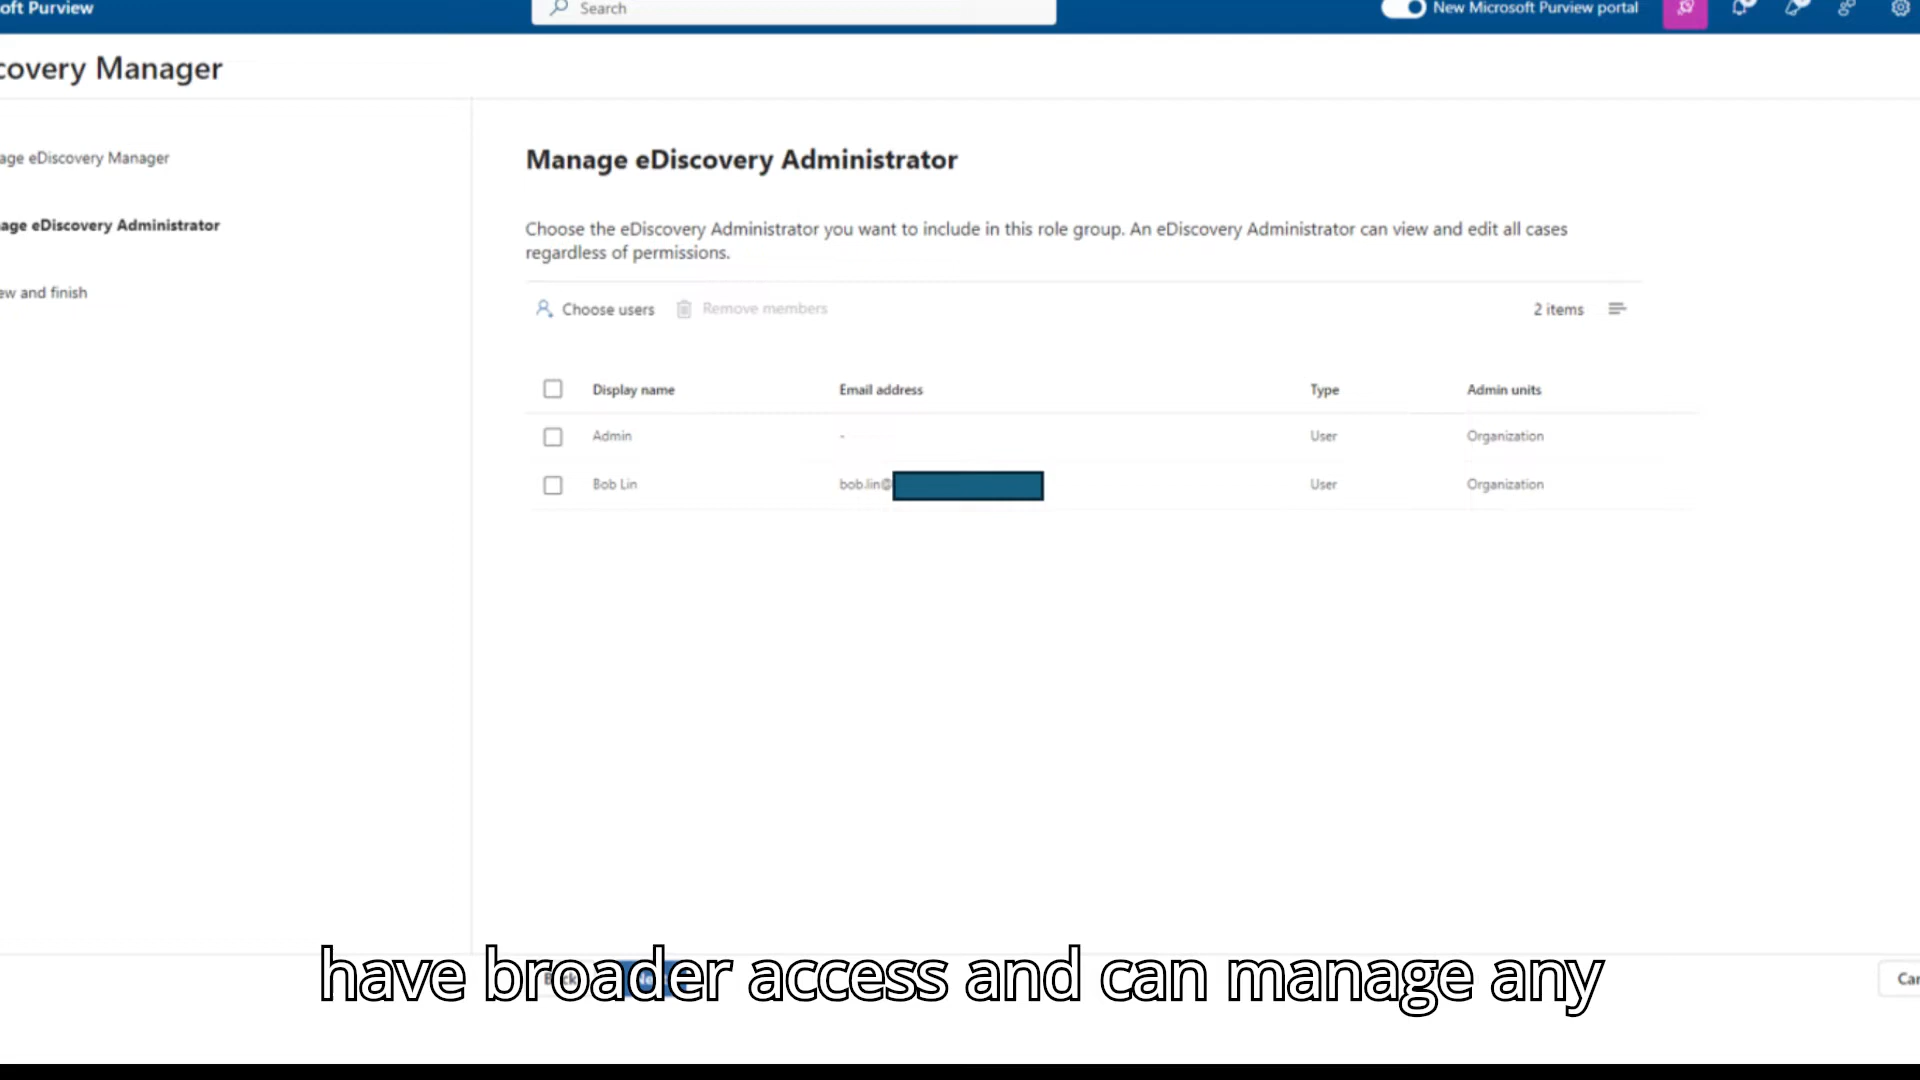 oft Purview
Search
New Microsoft Purview portal
covery Manager
age eDiscovery Manager
age eDiscovery Administrator
ew and finish
Manage eDiscovery Administrator
Choose the eDiscovery Administrator you want to include in this role group. An eDiscovery Administrator can view and edit all cases
regardless of permissions.
Choose users Remove members 2 items
Display name Email address Type Admin units
Admin - User Organization
Bob Lin bob.lin@ User Organization
have broader access and can manage any
Can